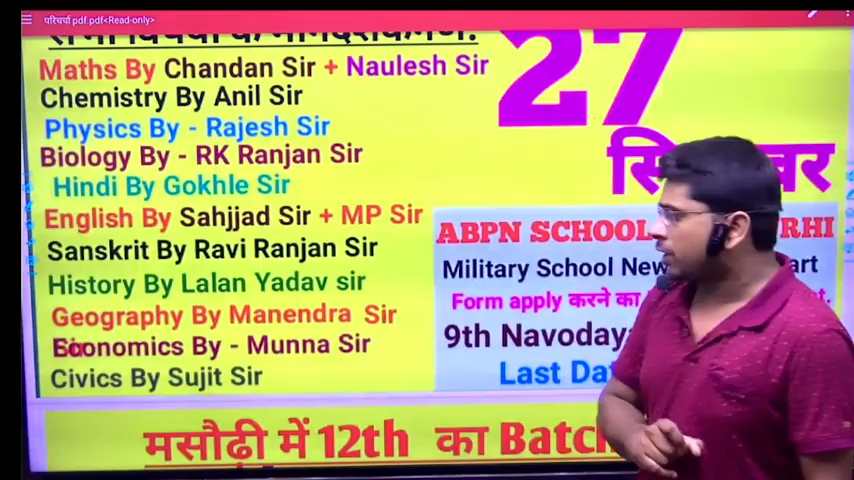 परिचर्चा pdf.pdf<Read-only>
Maths By Chandan Sir + Naulesh Sir
Chemistry By Anil Sir
Physics By - Rajesh Sir
Biology By - RK Ranjan Sir
Hindi By Gokhle Sir
English By Sahjjad Sir + MP Sir
Sanskrit By Ravi Ranjan Sir
History By Lalan Yadav sir
Geography By Manendra Sir
Economics By - Munna Sir
Civics By Sujit Sir
27
ABPN SCHOOL
Military School New
Form apply करने का
9th Navodaya
Last
मसौढ़ी में 12th का Batch